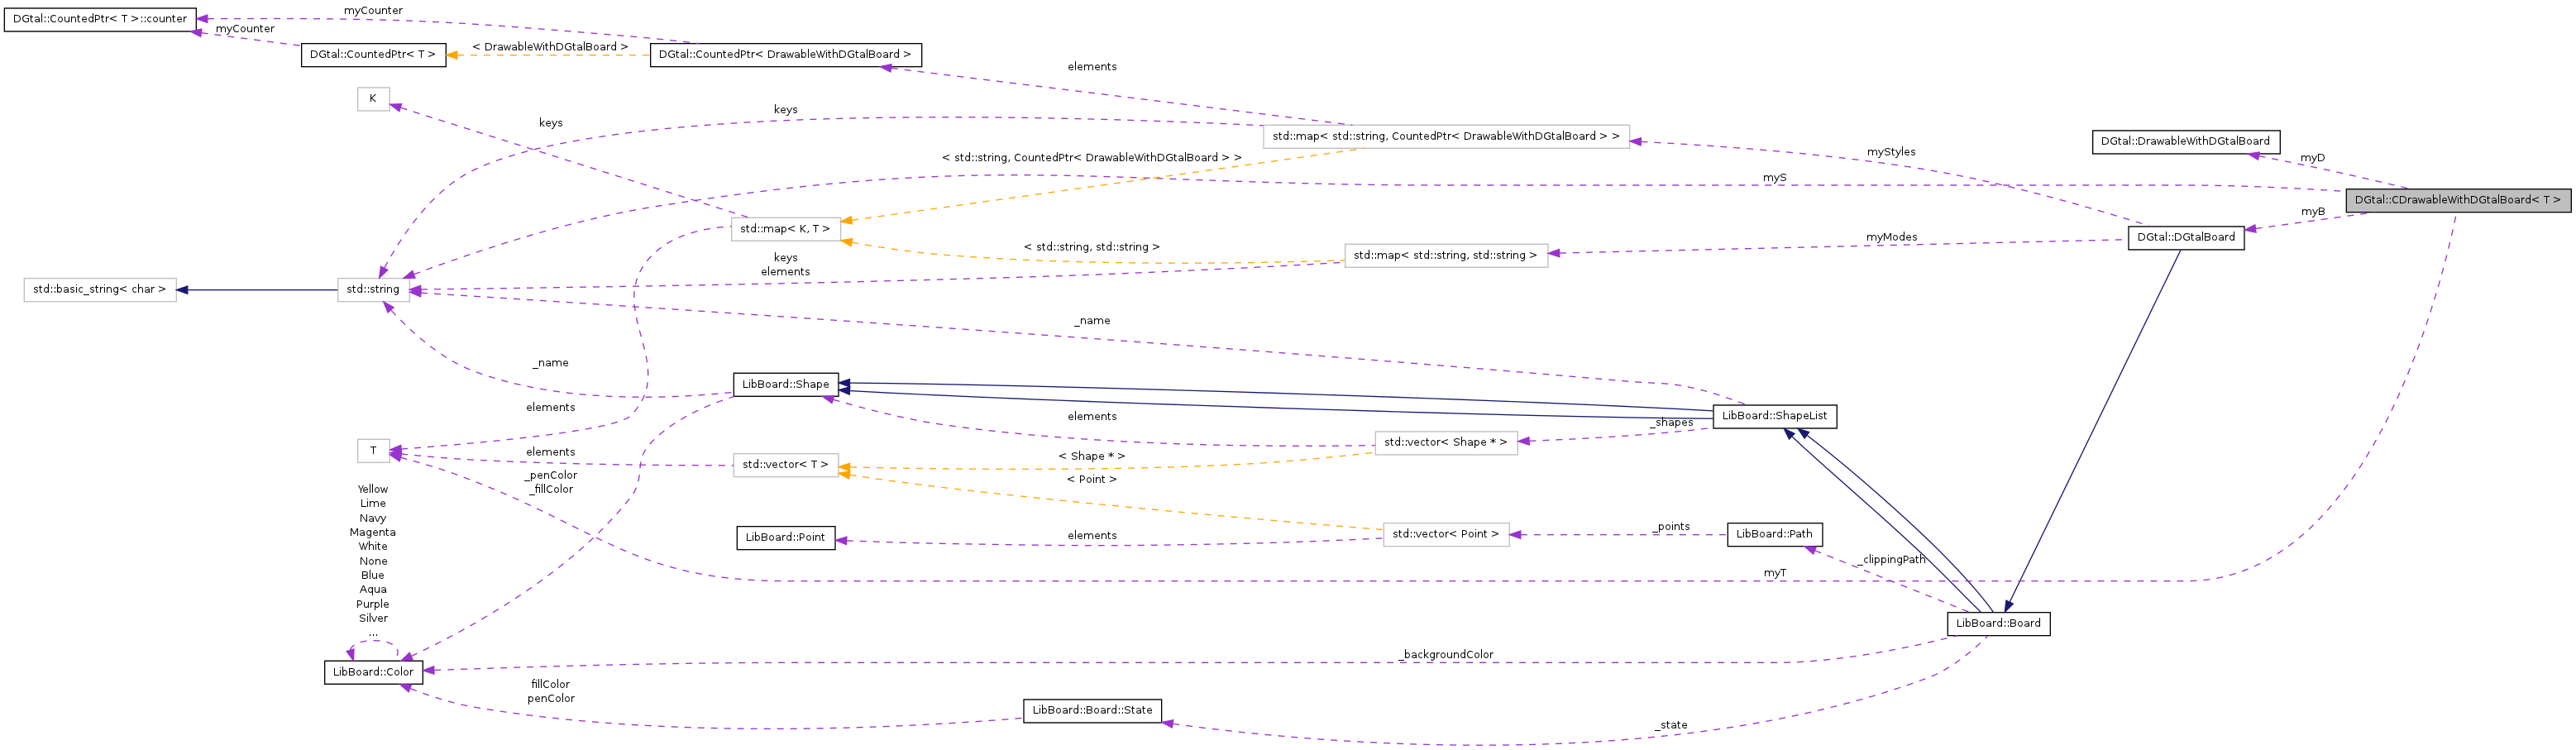 DGtal::CountedPtr< T >::counter
myCounter
myCounter
DGtal::CountedPtr< T >
< DrawableWithDGtalBoard >
DGtal::CountedPtr< DrawableWithDGtalBoard >
elements
K
keys
keys
std::map< std::string, CountedPtr< DrawableWithDGtalBoard > >
DGtal::DrawableWithDGtalBoard
myStyles
myD
< std::string, CountedPtr< DrawableWithDGtalBoard > >
myS
DGtal::CDrawableWithDGtalBoard< T >
myB
std::map< K, T >
DGtal::DGtalBoard
myModes
< std::string, std::string >
std::map< std::string, std::string >
keys
elements
std::basic_string< char >
std::string
_name
_name
LibBoard::Shape
elements
elements
LibBoard::ShapeList
_shapes
std::vector< Shape * >
T
elements
< Shape * >
std::vector< T >
_penColor
_fillColor
< Point >
Yellow
Lime
Navy
Magenta
White
None
Blue
Aqua
Purple
Silver
...
LibBoard::Point
elements
std::vector< Point >
_points
LibBoard::Path
_clippingPath
myT
LibBoard::Board
_backgroundColor
LibBoard::Color
fillColor
penColor
LibBoard::Board::State
_state